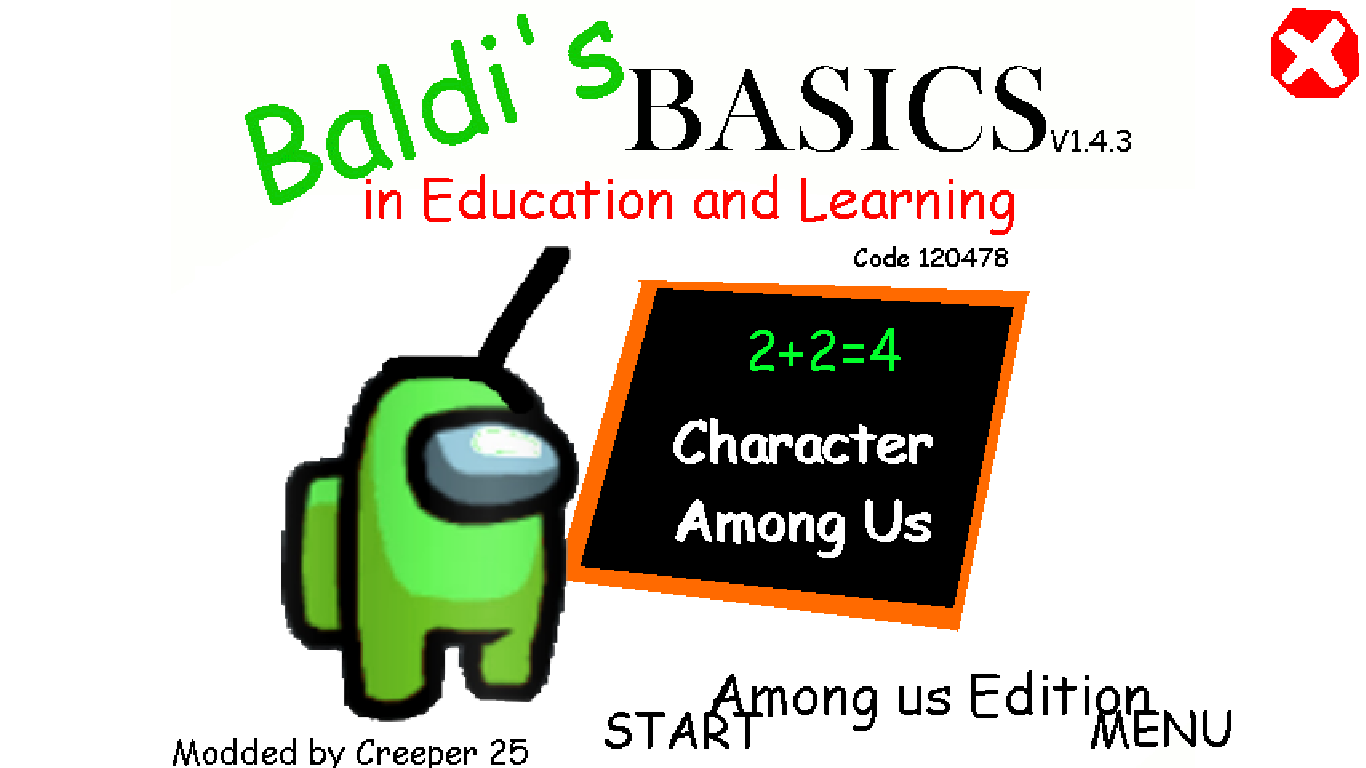 Baldi's BASICS V1.4.3
in Education and Learning
Code 120478
2+2=4
Character
Among Us
Among us Edition
START
MENU
Modded by Creeper 25